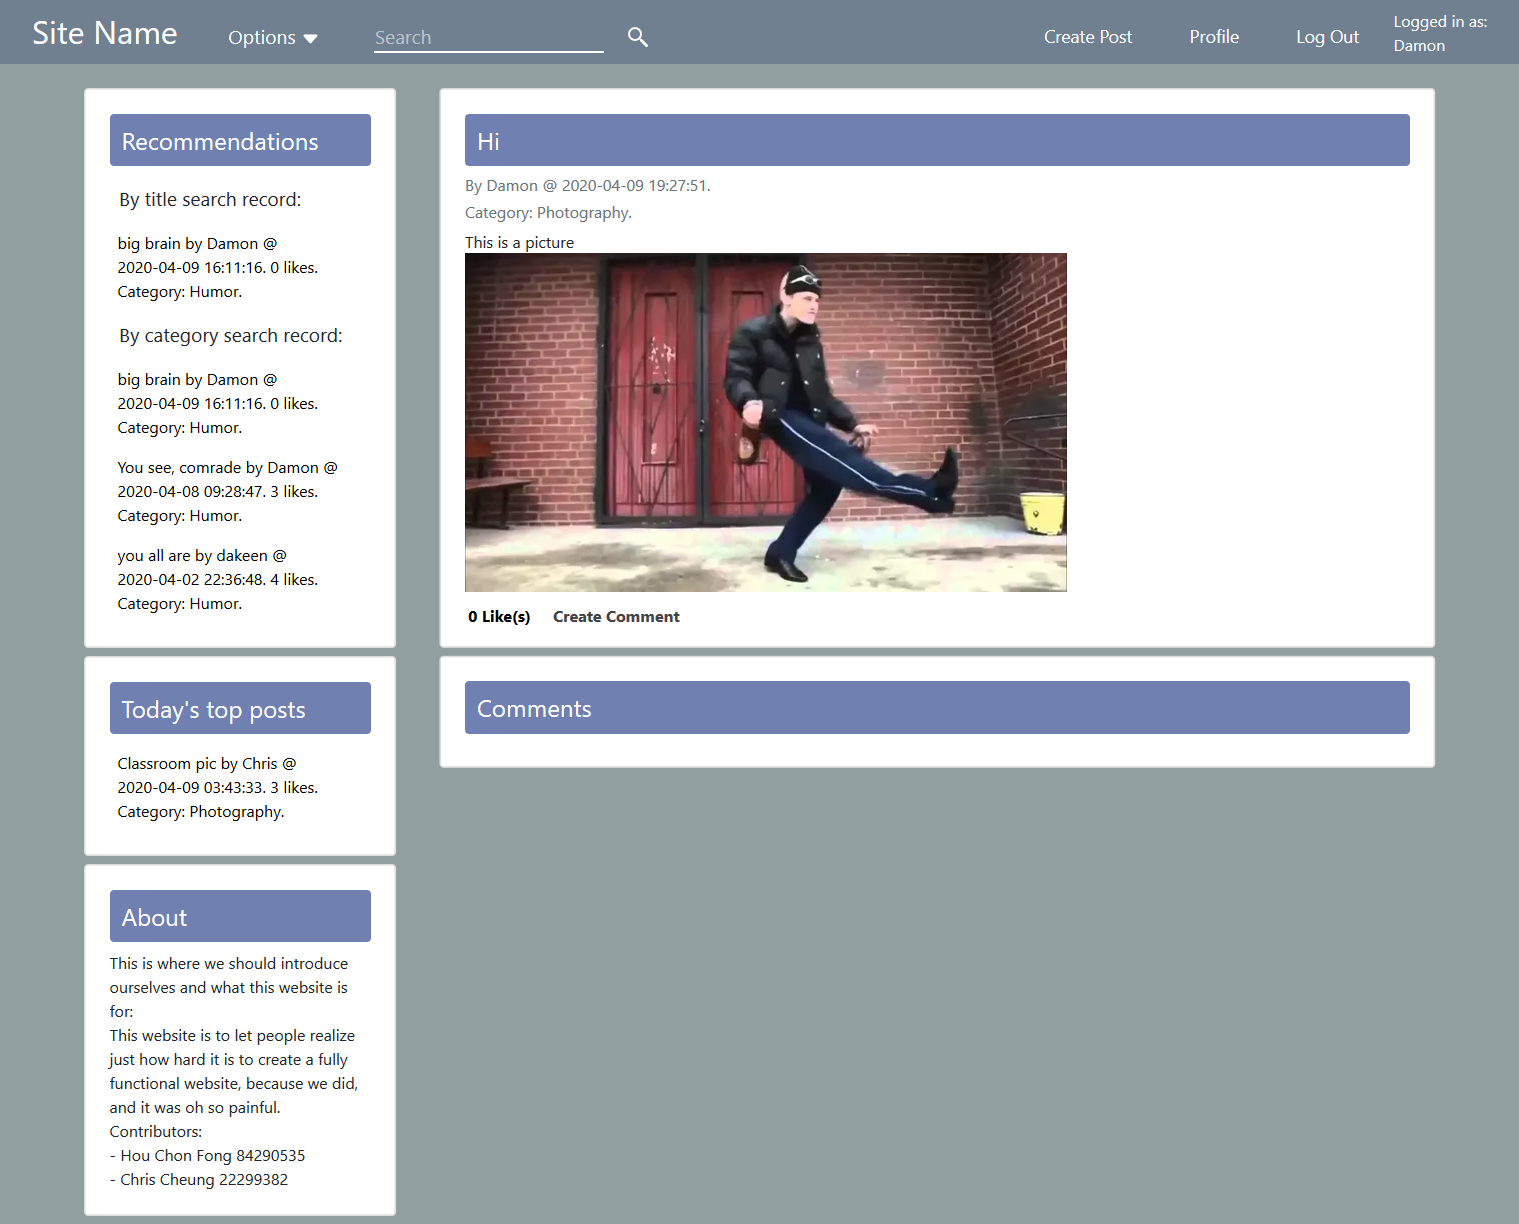 Site Name
Options
Search
Create Post
Profile
Log Out
Logged in as:
Damon
Recommendations
By title search record:
big brain by Damon @
2020-04-09 16:11:16. 0 likes.
Category: Humor.
By category search record:
big brain by Damon @
2020-04-09 16:11:16. 0 likes.
Category: Humor.
You see, comrade by Damon @
2020-04-08 09:28:47. 3 likes.
Category: Humor.
you all are by dakeen @
2020-04-02 22:36:48. 4 likes.
Category: Humor.
Today's top posts
Classroom pic by Chris @
2020-04-09 03:43:33. 3 likes.
Category: Photography.
About
This is where we should introduce
ourselves and what this website is
for:
This website is to let people realize
just how hard it is to create a fully
functional website, because we did,
and it was oh so painful.
Contributors:
- Hou Chon Fong 84290535
- Chris Cheung 22299382
Hi
By Damon @ 2020-04-09 19:27:51.
Category: Photography.
This is a picture
0 Like(s)
Create Comment
Comments